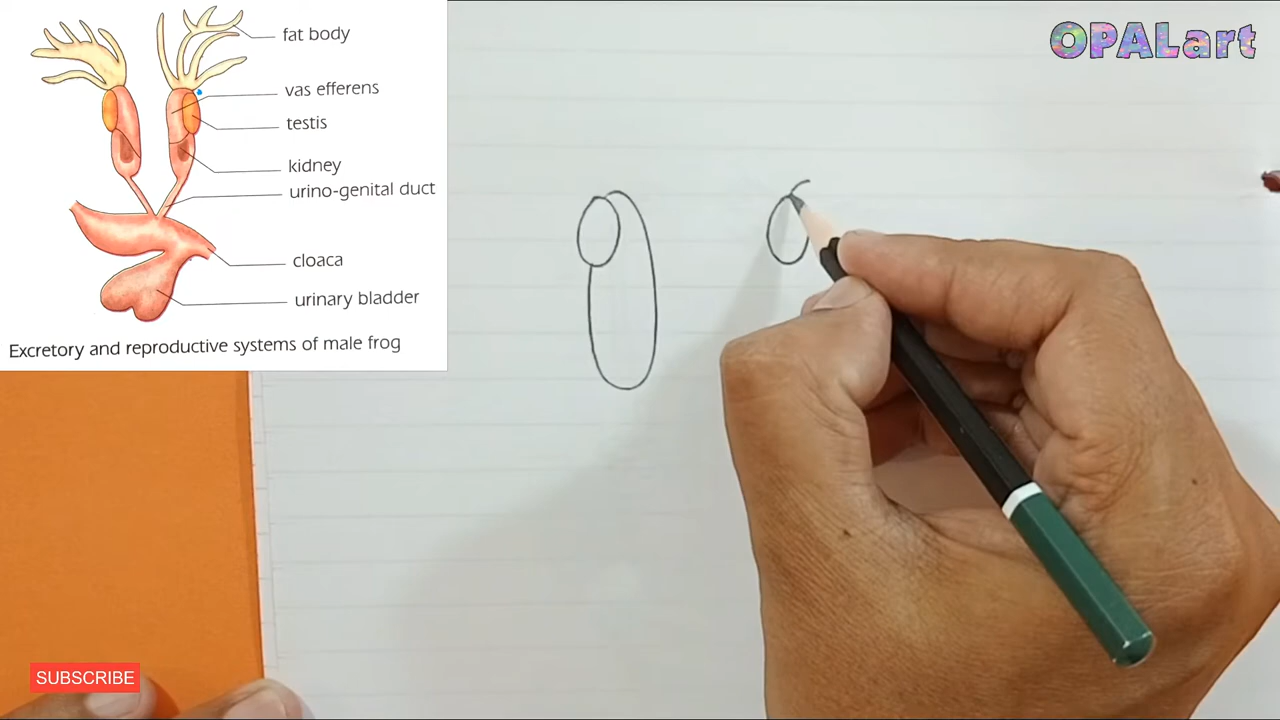 OPALart
fat body
vas efferens
testis
kidney
urino-genital duct
cloaca
urinary bladder
Excretory and reproductive systems of male frog
SUBSCRIBE